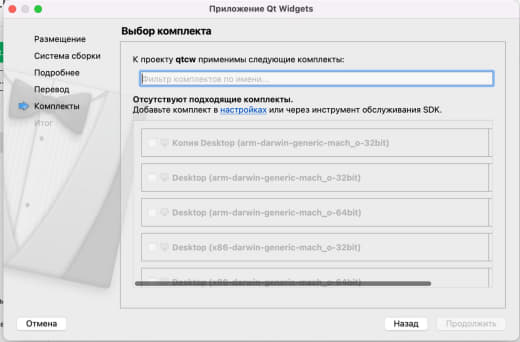 Приложение Qt Widgets
Выбор комплекта
Размещение
Система сборки
Подробнее
Перевод
Комплекты
Итог
К проекту qtcw применимы следующие комплекты:
Фильтр комплектов по имени...
Отсутствуют подходящие комплекты.
Добавьте комплект в настройках или через инструмент обслуживания SDK.
Копия Desktop (arm-darwin-generic-mach_o-32bit)
Desktop (arm-darwin-generic-mach_o-32bit)
Desktop (arm-darwin-generic-mach_o-64bit)
Desktop (x86-darwin-generic-mach_o-32bit)
Desktop (x86-darwin-generic-mach_o-64bit)
Отмена
Назад
Продолжить